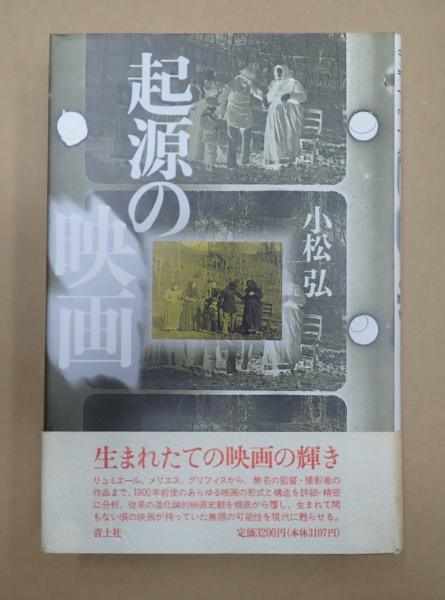 起源の
映画
小松 弘
生まれたての映画の輝き
リュミエール、メリエス、グリフィスから、無名の監督・撮影者の
作品まで、1900年前後のあらゆる映画の形式と構造を詳細・精密
に分析、従来の進化論的映画史観を根底から覆し、生まれて間
もない頃の映画が持っていた無限の可能性を現代に甦らせる。
青土社
定価3200円(本体3107円)